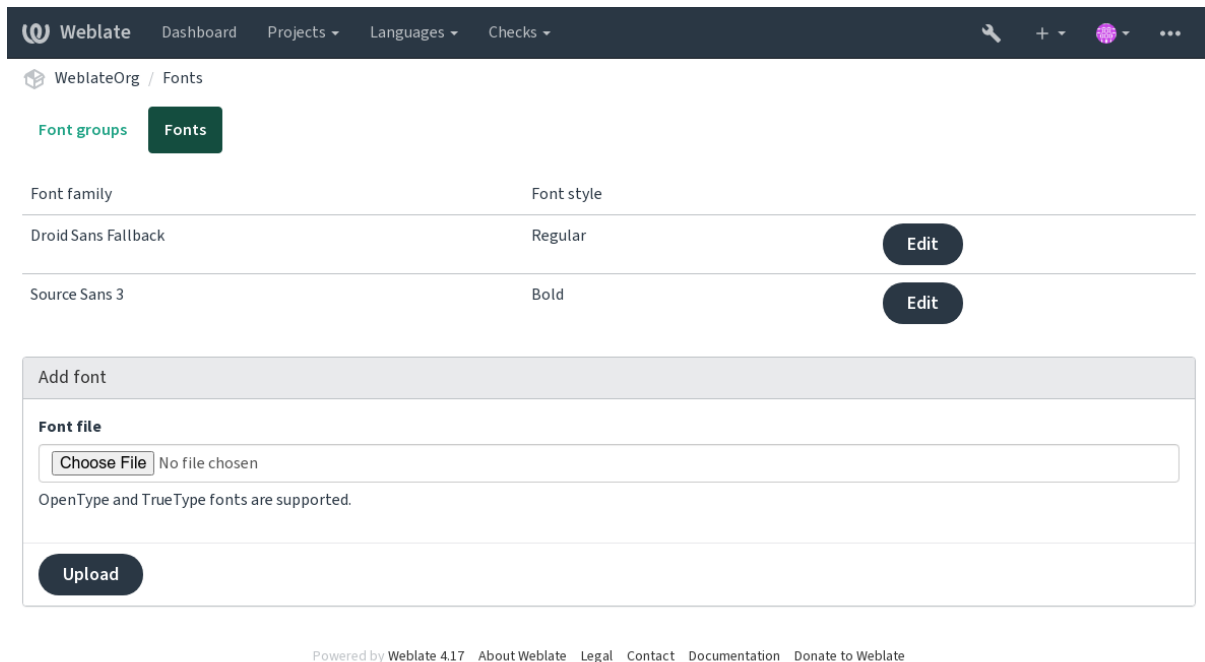 Weblate Dashboard Projects Languages Checks
WeblateOrg / Fonts
Font groups Fonts
Font family Font style
Droid Sans Fallback Regular Edit
Source Sans 3 Bold Edit
Add font
Font file
Choose File No file chosen
OpenType and TrueType fonts are supported.
Upload
Powered by Weblate 4.17 About Weblate Legal Contact Documentation Donate to Weblate